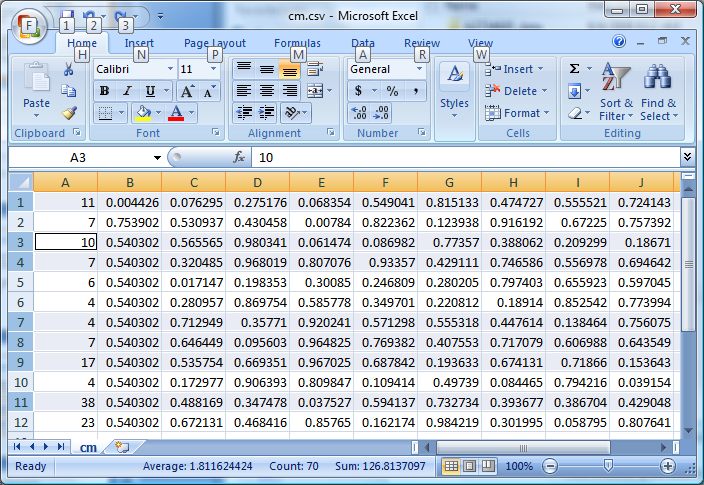 cm.csv - Microsoft Excel
F 1 2 3
Home Insert Page Layout Formulas Data Review View
H N P M A R W
Paste Calibri 11 General Styles Insert Σ
B I U A A $ % , Delete Sort & Filter Find & Select
A .0 .00 .00 .0 Format
Clipboard Font Alignment Number Cells Editing
A3 fx 10
A B C D E F G H I J
1 11 0.004426 0.076295 0.275176 0.068354 0.549041 0.815133 0.474727 0.555521 0.724143
2 7 0.753902 0.530937 0.430458 0.00784 0.822362 0.123938 0.916192 0.67225 0.757392
3 10 0.540302 0.565565 0.980341 0.061474 0.086982 0.77357 0.388062 0.209299 0.18671
4 7 0.540302 0.320485 0.968019 0.807076 0.93357 0.429111 0.746586 0.556978 0.694642
5 6 0.540302 0.017147 0.198353 0.30085 0.246809 0.280205 0.797403 0.655923 0.597045
6 4 0.540302 0.280957 0.869754 0.585778 0.349701 0.220812 0.18914 0.852542 0.773994
7 4 0.540302 0.712949 0.35771 0.920241 0.571298 0.555318 0.447614 0.138464 0.756075
8 7 0.540302 0.646449 0.095603 0.964825 0.769382 0.407553 0.717079 0.606988 0.643549
9 17 0.540302 0.535754 0.669351 0.967025 0.687842 0.193633 0.674131 0.71866 0.153643
10 4 0.540302 0.172977 0.906393 0.809847 0.109414 0.49739 0.084465 0.794216 0.039154
11 38 0.540302 0.488169 0.347478 0.037527 0.594137 0.732734 0.393677 0.386704 0.429048
12 23 0.540302 0.672131 0.468416 0.85765 0.162174 0.984219 0.301995 0.058795 0.807641
cm
Ready Average: 1.811624424 Count: 70 Sum: 126.8137097 100%